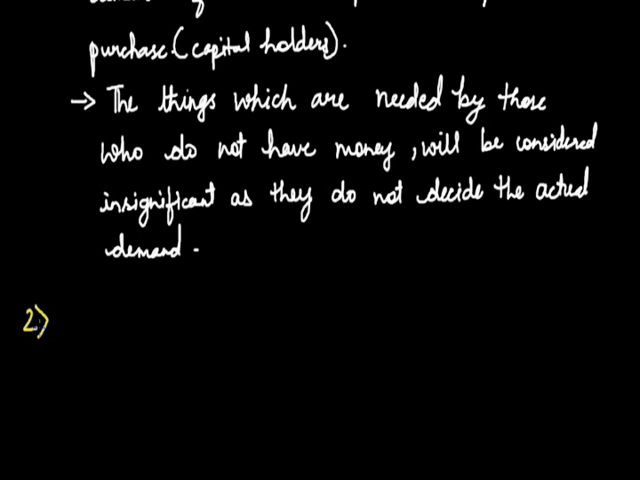 purchase. (capital holders).
→ The things which are needed by those
who do not have money, will be considered
insignificant as they do not decide the actual
demand.
2)